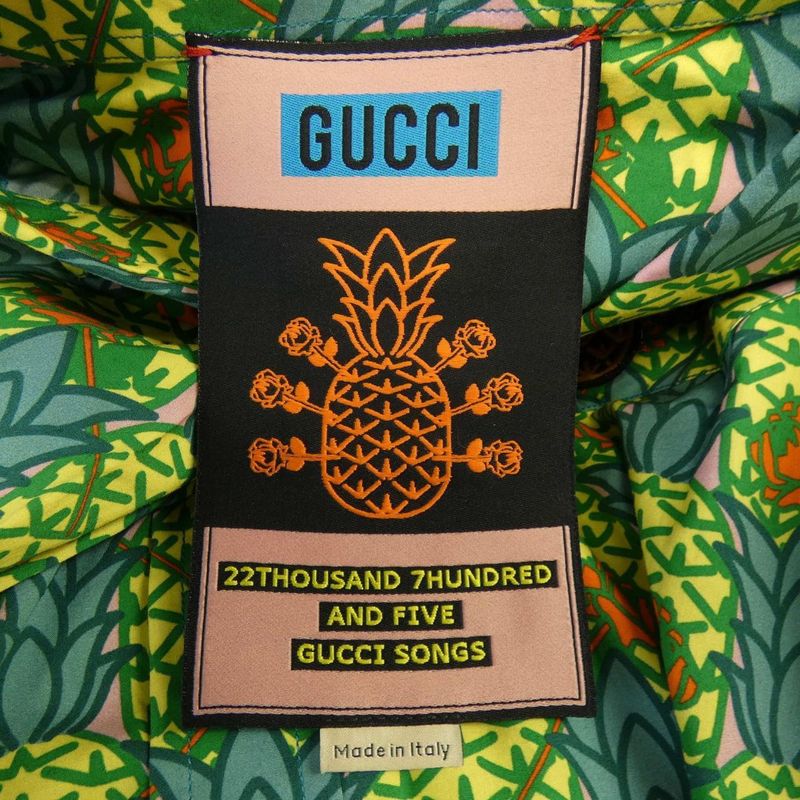 GUCCI
22THOUSAND 7HUNDRED
AND FIVE
GUCCI SONGS
Made in Italy